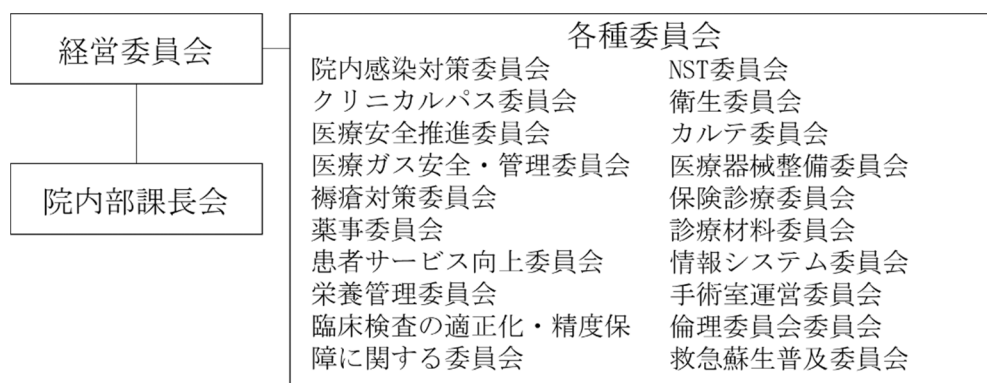 経営委員会
院内部課長会
各種委員会
院内感染対策委員会
クリニカルパス委員会
医療安全推進委員会
医療ガス安全・管理委員会
褥瘡対策委員会
薬事委員会
患者サービス向上委員会
栄養管理委員会
臨床検査の適正化・精度保
障に関する委員会
NST委員会
衛生委員会
カルテ委員会
医療器械整備委員会
保険診療委員会
診療材料委員会
情報システム委員会
手術室運営委員会
倫理委員会委員会
救急蘇生普及委員会